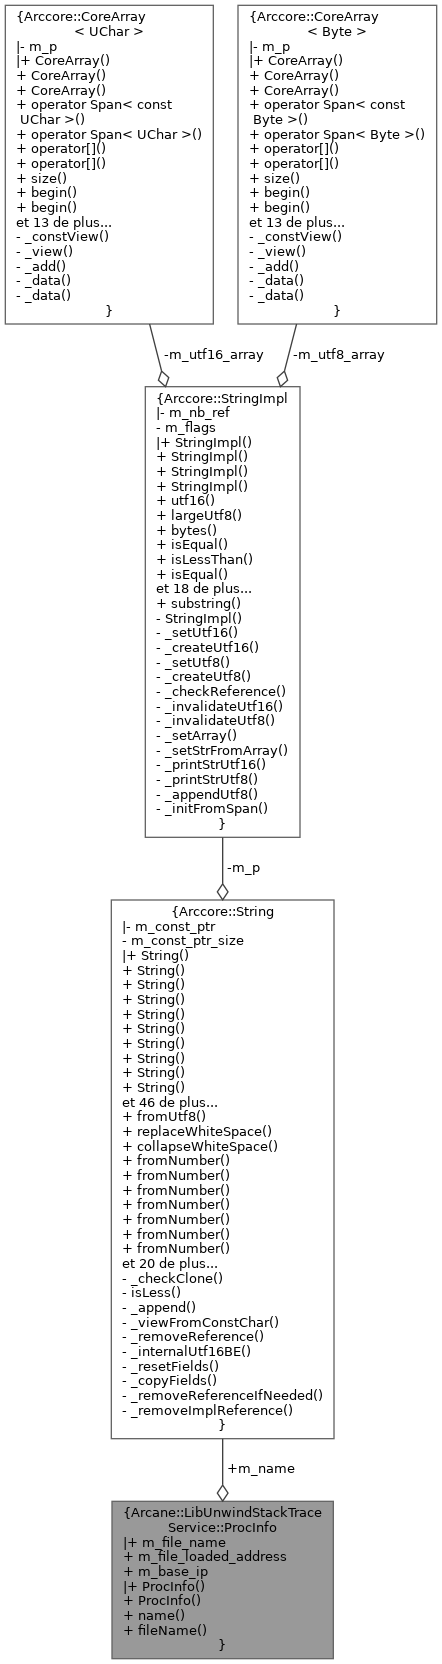 {Arccore::CoreArray
< UChar >
|- m_p
|+ CoreArray()
+ CoreArray()
+ CoreArray()
+ operator Span< const
UChar >()
+ operator Span< UChar >()
+ operator[]()
+ operator[]()
+ size()
+ begin()
+ begin()
et 13 de plus...
- _constView()
- _view()
- _add()
- _data()
- _data()
}
{Arccore::CoreArray
< Byte >
|- m_p
|+ CoreArray()
+ CoreArray()
+ CoreArray()
+ operator Span< const
Byte >()
+ operator Span< Byte >()
+ operator[]()
+ operator[]()
+ size()
+ begin()
+ begin()
et 13 de plus...
- _constView()
- _view()
- _add()
- _data()
- _data()
}
-m_utf16_array
-m_utf8_array
{Arccore::StringImpl
|- m_nb_ref
- m_flags
|+ StringImpl()
+ StringImpl()
+ StringImpl()
+ StringImpl()
+ utf16()
+ largeUtf8()
+ bytes()
+ isEqual()
+ isLessThan()
+ isEqual()
et 18 de plus...
+ substring()
- StringImpl()
- _setUtf16()
- _createUtf16()
- _setUtf8()
- _createUtf8()
- _checkReference()
- _invalidateUtf16()
- _invalidateUtf8()
- _setArray()
- _setStrFromArray()
- _printStrUtf16()
- _printStrUtf8()
- _appendUtf8()
- _initFromSpan()
}
-m_p
{Arccore::String
|- m_const_ptr
- m_const_ptr_size
|+ String()
+ String()
+ String()
+ String()
+ String()
+ String()
+ String()
+ String()
+ String()
+ String()
et 46 de plus...
+ fromUtf8()
+ replaceWhiteSpace()
+ collapseWhiteSpace()
+ fromNumber()
+ fromNumber()
+ fromNumber()
+ fromNumber()
+ fromNumber()
+ fromNumber()
+ fromNumber()
et 20 de plus...
- _checkClone()
- isLess()
- _append()
- _viewFromConstChar()
- _removeReference()
- _internalUtf16BE()
- _resetFields()
- _copyFields()
- _removeReferenceIfNeeded()
- _removeImplReference()
}
+m_name
{Arcane::LibUnwindStackTrace
Service::ProcInfo
|+ m_file_name
+ m_file_loaded_address
+ m_base_ip
|+ ProcInfo()
+ ProcInfo()
+ name()
+ fileName()
}